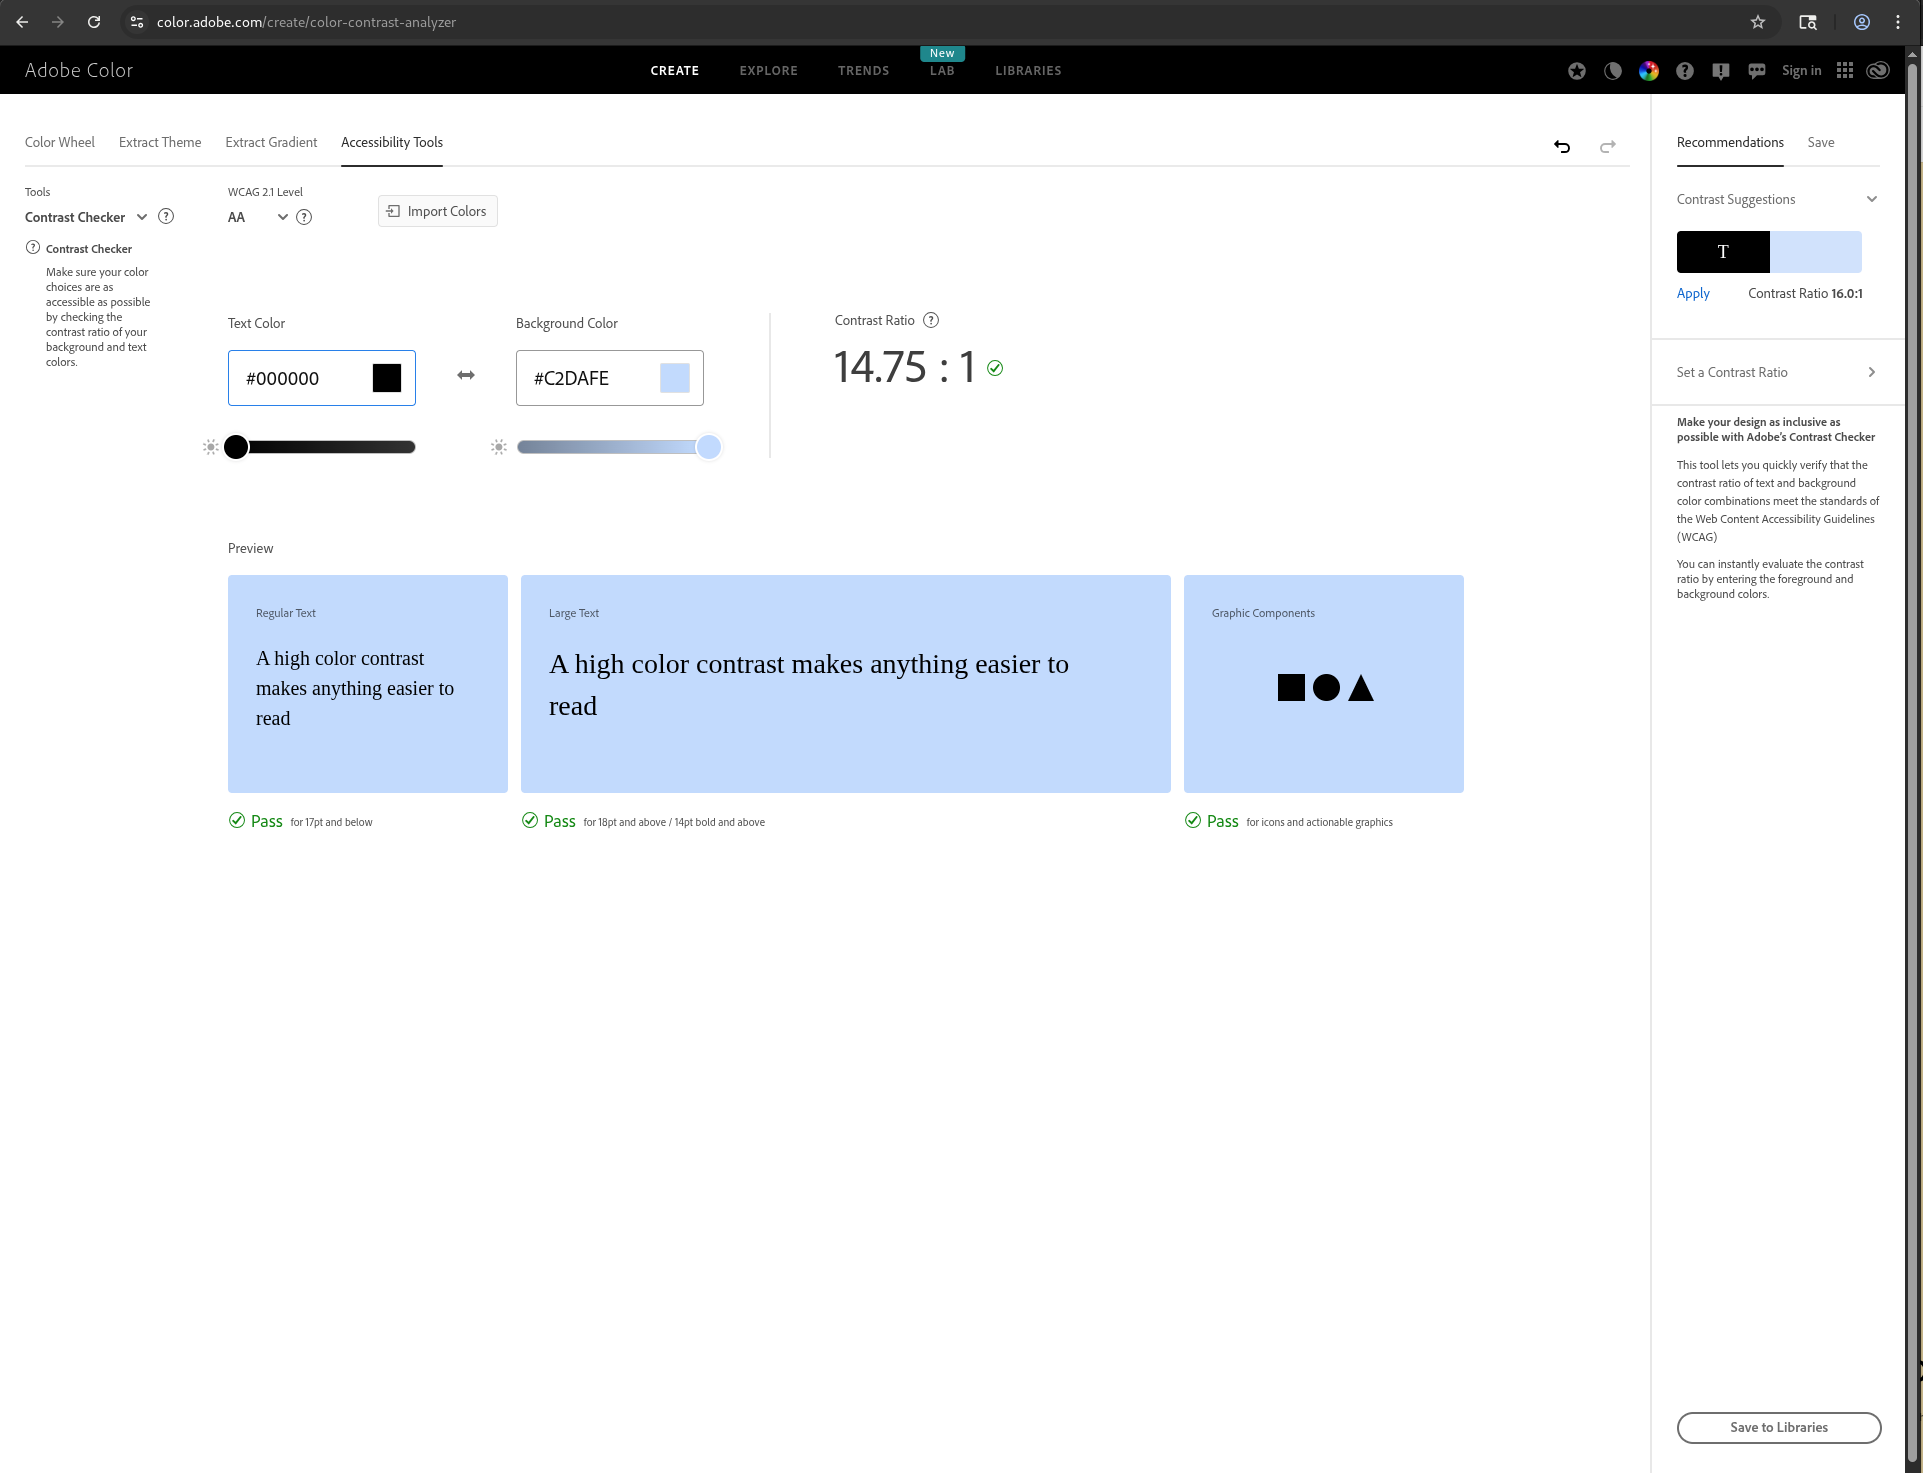 color.adobe.com/create/color-contrast-analyzer
Adobe Color
CREATE
EXPLORE
TRENDS
New
LAB
LIBRARIES
Sign in
Color Wheel
Extract Theme
Extract Gradient
Accessibility Tools
Tools
Contrast Checker
Contrast Checker
Make sure your color
choices are as
accessible as possible
by checking the
contrast ratio of your
background and text
colors.
WCAG 2.1 Level
AA
Import Colors
Text Color
#000000
Background Color
#C2DAFE
Contrast Ratio
14.75 : 1
Preview
Regular Text
A high color contrast
makes anything easier to
read
Pass for 17pt and below
Large Text
A high color contrast makes anything easier to
read
Pass for 18pt and above / 14pt bold and above
Graphic Components
Pass for icons and actionable graphics
Recommendations
Save
Contrast Suggestions
T
Apply
Contrast Ratio 16.0:1
Set a Contrast Ratio
Make your design as inclusive as
possible with Adobe's Contrast Checker
This tool lets you quickly verify that the
contrast ratio of text and background
color combinations meet the standards of
the Web Content Accessibility Guidelines
(WCAG)
You can instantly evaluate the contrast
ratio by entering the foreground and
background colors.
Save to Libraries